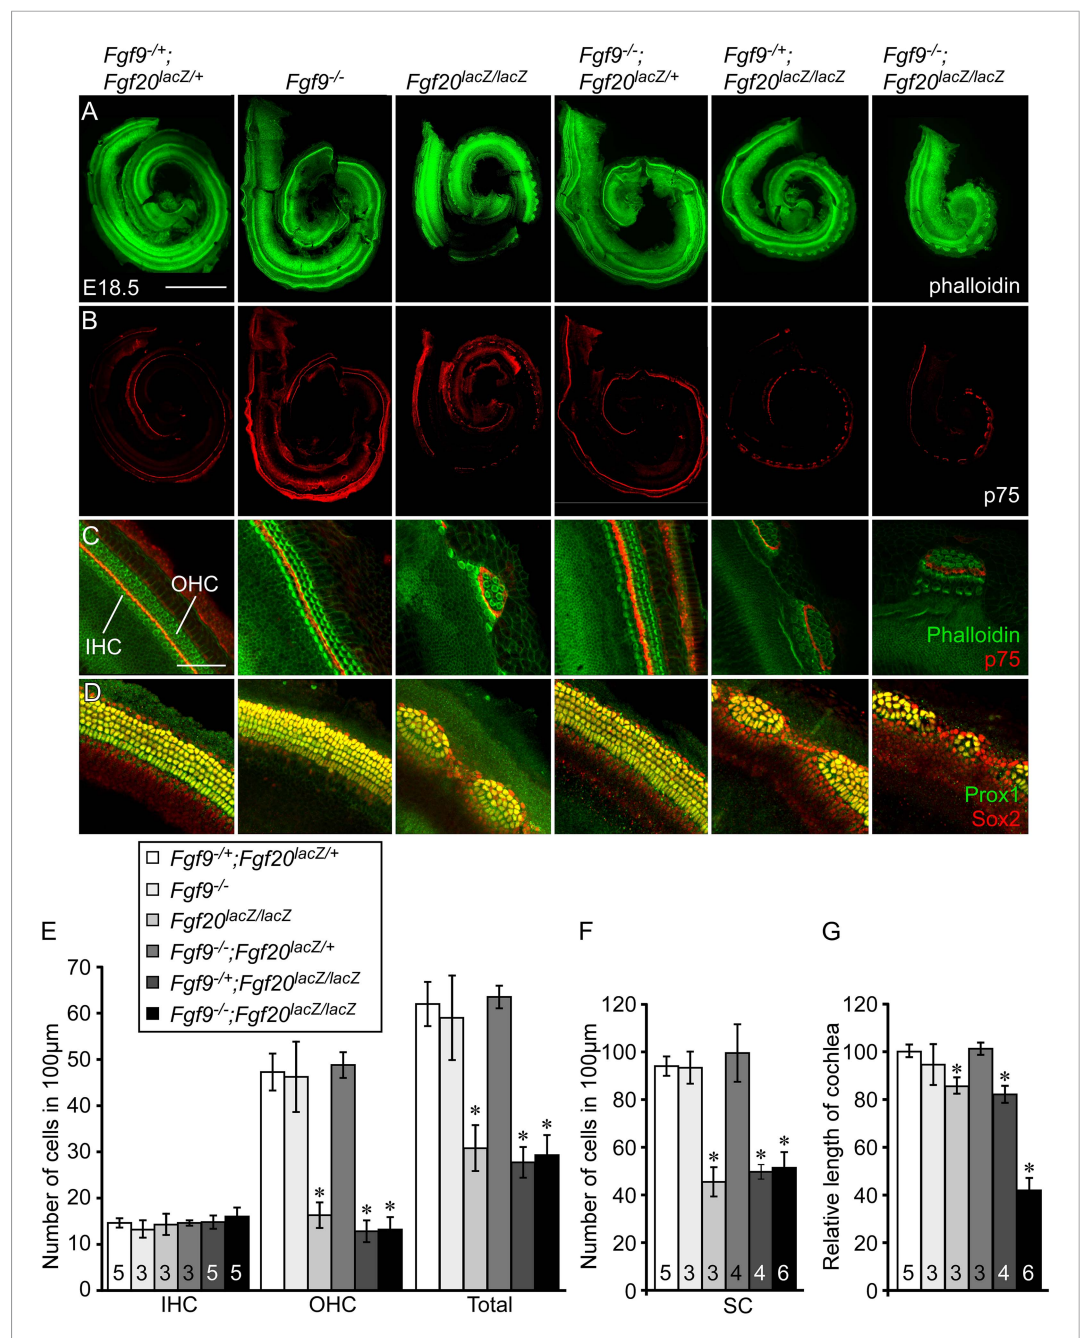 Fgf9-/+; Fgf9-/-; Fgf9-/+; Fgf9-/-;
Fgf20lacZ/+ Fgf9-/- Fgf20lacZ/lacZ Fgf20lacZ/+ Fgf20lacZ/lacZ Fgf20lacZ/lacZ
A
E18.5 phalloidin
B
p75
C
OHC
IHC
Phalloidin
p75
D
Prox1
Sox2
Fgf9-/+;Fgf20lacZ/+
Fgf9-/-
Fgf20lacZ/lacZ
Fgf9-/-;Fgf20lacZ/+
Fgf9-/+;Fgf20lacZ/lacZ
Fgf9-/-;Fgf20lacZ/lacZ
E
Number of cells in 100µm
70
60
50
40
30
20
10
0
* * * * * *
5 3 3 3 5 5
IHC OHC Total
F
Number of cells in 100µm
120
100
80
60
40
20
0
* * *
5 3 3 4 4 6
SC
G
Relative length of cochlea
120
100
80
60
40
20
0
* * *
5 3 3 3 4 6